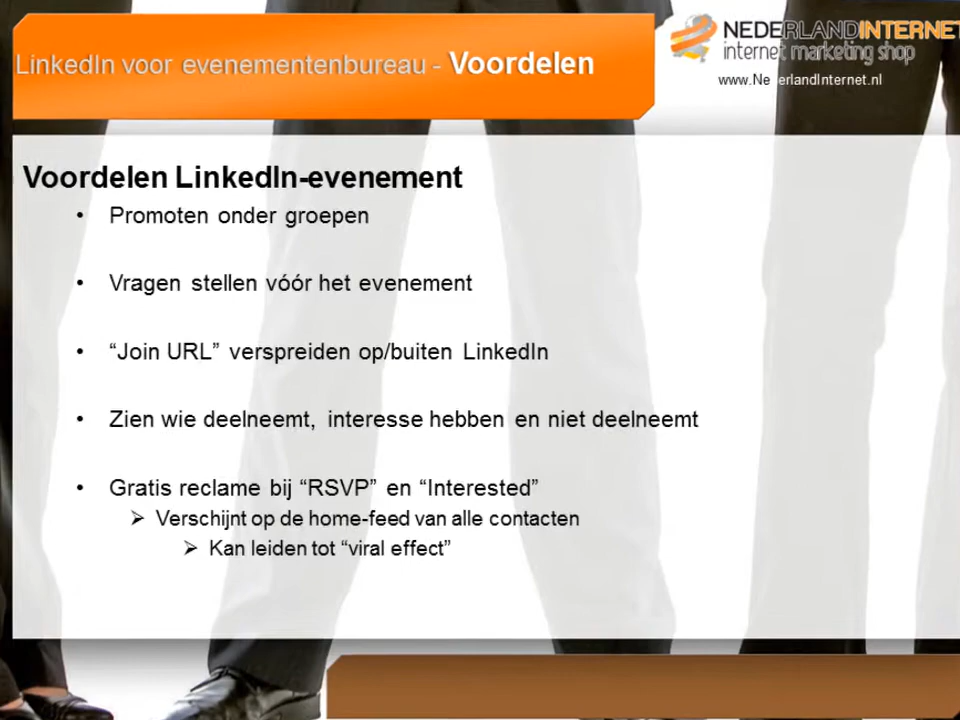 LinkedIn voor evenementenbureau - Voordelen
NEDERLANDINTERNET
internet marketing shop
www.NederlandInternet.nl
Voordelen LinkedIn-evenement
• Promoten onder groepen
• Vragen stellen vóór het evenement
• “Join URL” verspreiden op/buiten LinkedIn
• Zien wie deelneemt, interesse hebben en niet deelneemt
• Gratis reclame bij “RSVP” en “Interested”
➢ Verschijnt op de home-feed van alle contacten
➢ Kan leiden tot “viral effect”